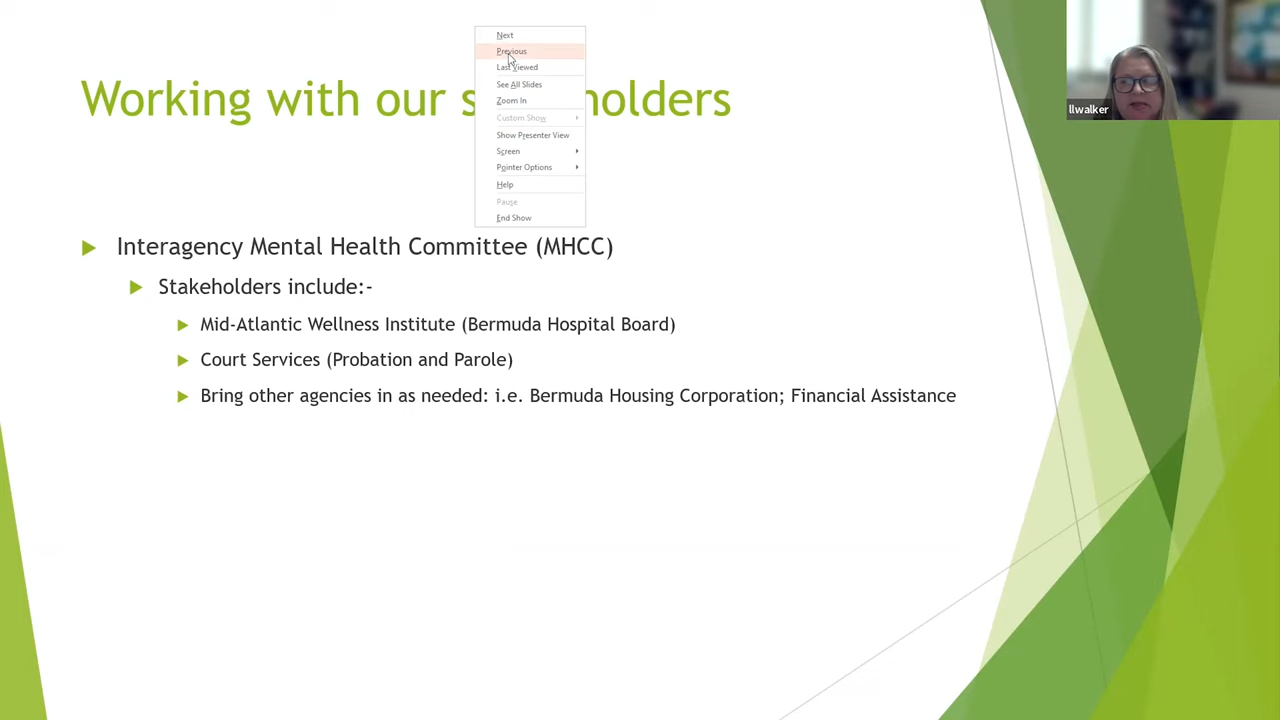 Next
Previous
Last Viewed
See All Slides
Zoom In
Custom Show
Show Presenter View
Screen
Pointer Options
Help
Pause
End Show
Working with our s holders
llwalker
Interagency Mental Health Committee (MHCC)
Stakeholders include:-
Mid-Atlantic Wellness Institute (Bermuda Hospital Board)
Court Services (Probation and Parole)
Bring other agencies in as needed: i.e. Bermuda Housing Corporation; Financial Assistance